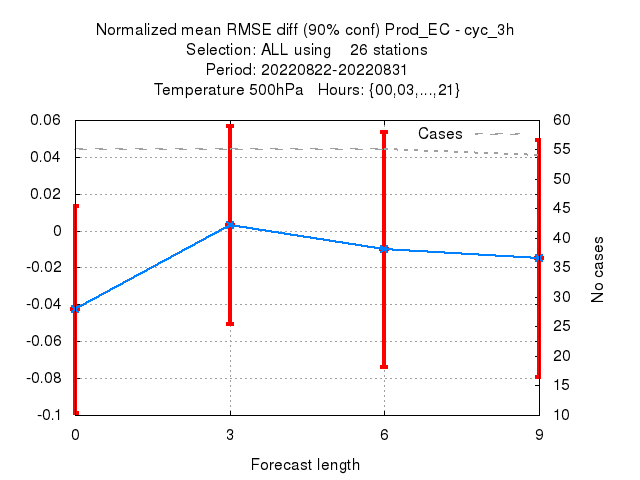 Normalized mean RMSE diff (90% conf) Prod_EC - cyc_3h
Selection: ALL using 26 stations
Period: 20220822-20220831
Temperature 500hPa Hours: {00,03,...,21}
Cases
0.06
0.04
0.02
0
-0.02
-0.04
-0.06
-0.08
-0.1
60
55
50
45
40
35
30
25
20
15
10
No cases
0 3 6 9
Forecast length